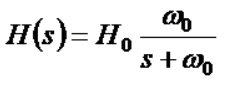 H(s) = H₀ ω₀ / (s + ω₀)